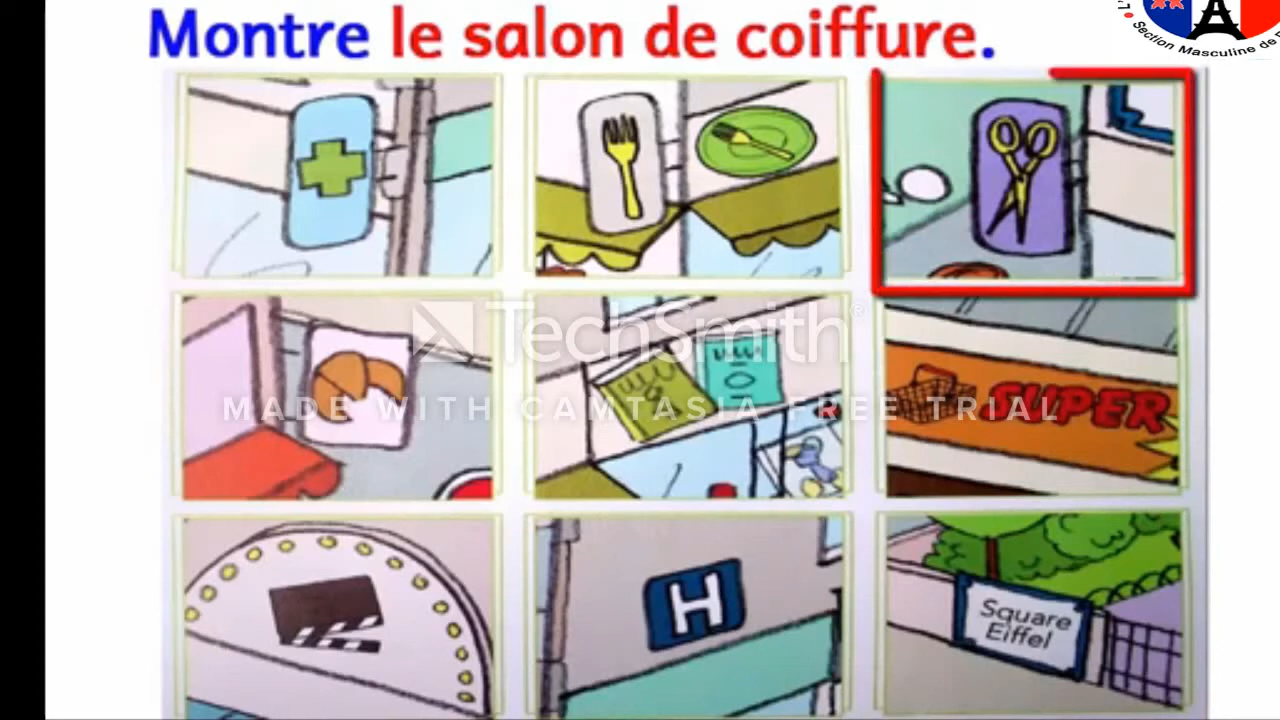 Montre le salon de coiffure.
Section Masculine de
TechSmith®
MADE WITH CAMTASIA FREE TRIAL
SUPER
H
Square
Eiffel